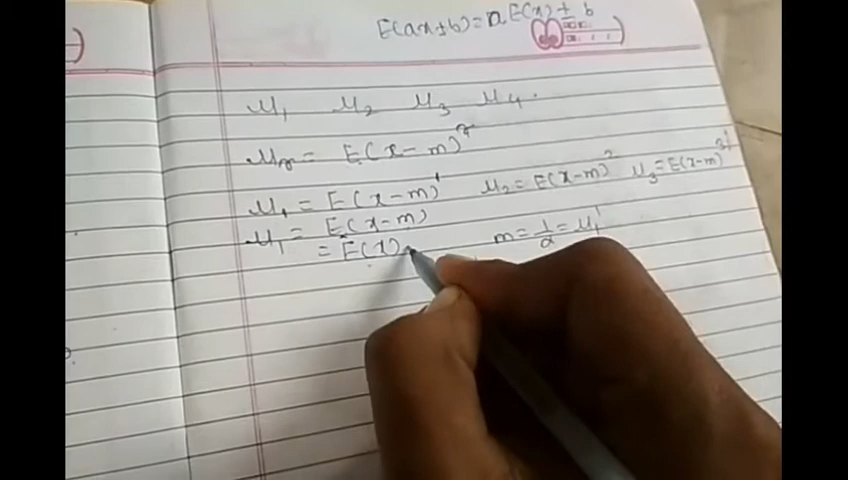 E(ax+b)=a E(x)+b
μ₁ μ₂ μ₃ μ₄.
μᵣ = E(x-m)ʳ
μ₁ = E(x-m)¹ μ₂ = E(x-m)² μ₃ = E(x-m)³
μ₁ = E(x-m)
= E(x) m = 1/a = μ₁'